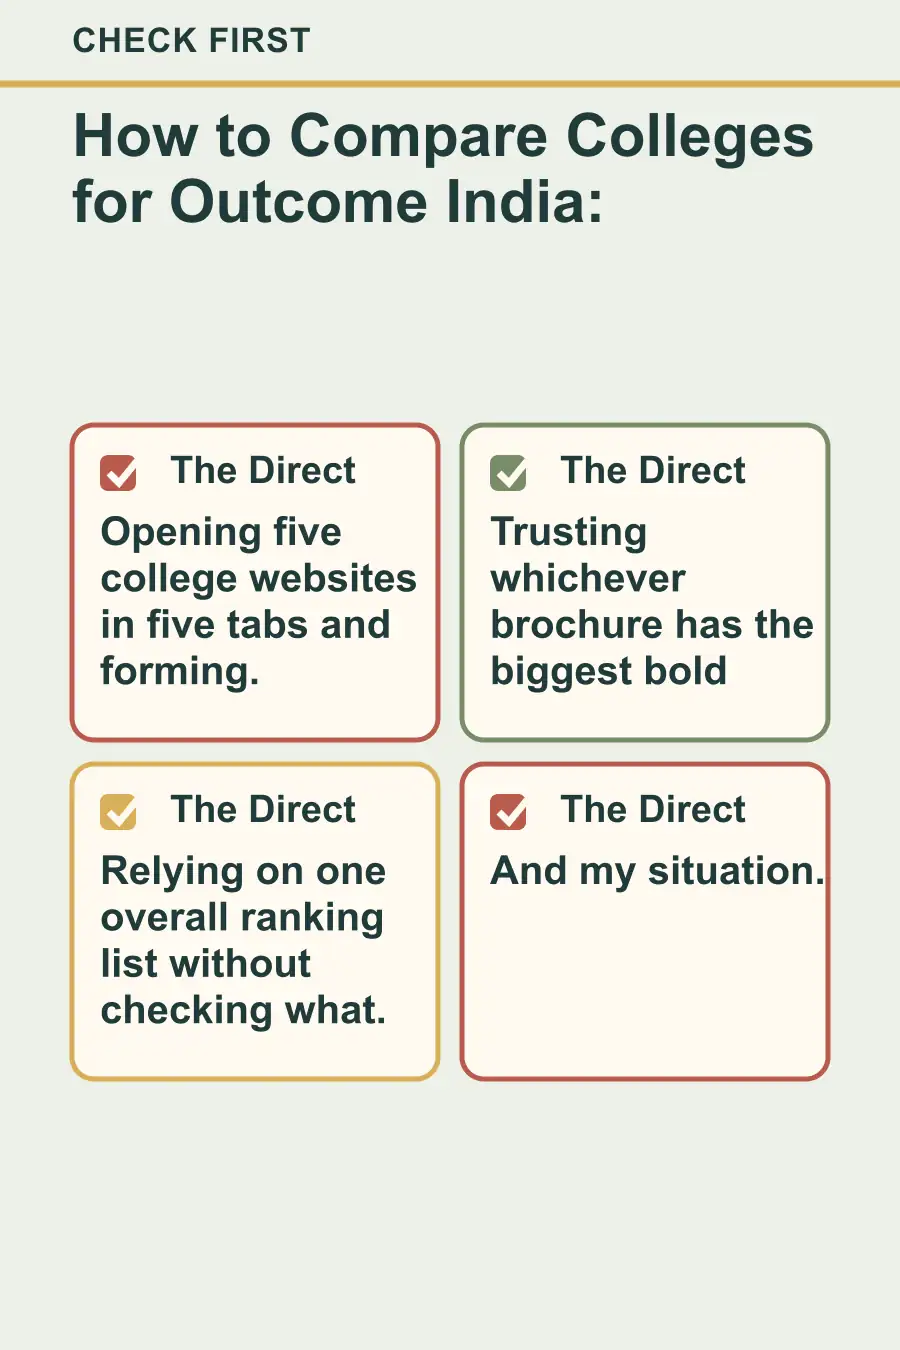 CHECK FIRST
How to Compare Colleges
for Outcome India:
The Direct
Opening five
college websites
in five tabs and
forming.
The Direct
Trusting
whichever
brochure has the
biggest bold
The Direct
Relying on one
overall ranking
list without
checking what.
The Direct
And my situation.